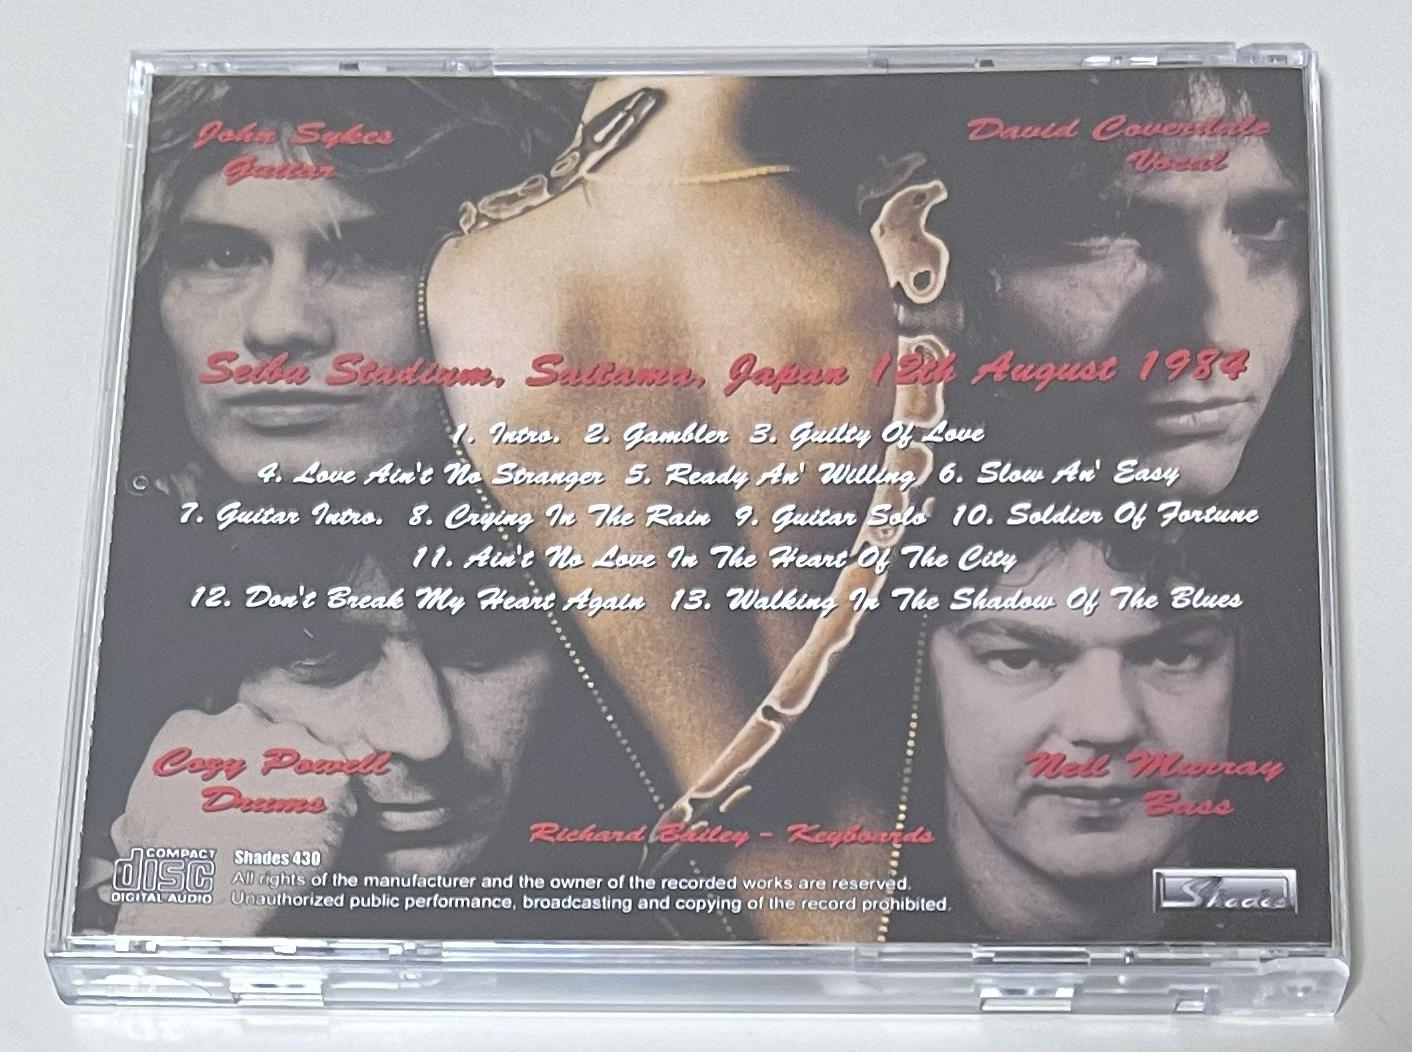 John Sykes
Guitar
David Coverdale
Vocal
Seibu Stadium, Saitama, Japan 12th August 1984
1. Intro. 2. Gambler 3. Guilty Of Love
4. Love Ain't No Stranger 5. Ready An' Willing 6. Slow An' Easy
7. Guitar Intro. 8. Crying In The Rain 9. Guitar Solo 10. Soldier Of Fortune
11. Ain't No Love In The Heart Of The City
12. Don't Break My Heart Again 13. Walking In The Shadow Of The Blues
Cozy Powell
Drums
Neil Murray
Bass
Richard Bailey - Keyboards
COMPACT
disc
DIGITAL AUDIO
Shades 430
All rights of the manufacturer and the owner of the recorded works are reserved.
Unauthorized public performance, broadcasting and copying of the record prohibited.
Shades